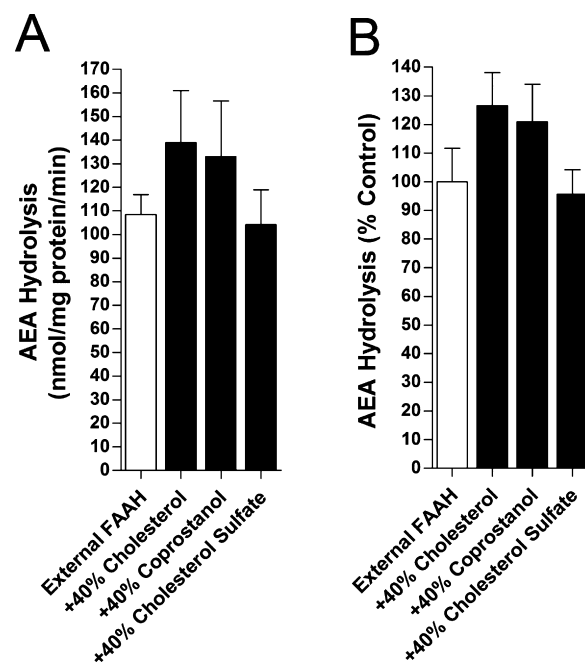 A
AEA Hydrolysis
(nmol/mg protein/min)
170
160
150
140
130
120
110
100
90
80
70
60
50
40
30
20
10
0
External FAAH
+40% Cholesterol
+40% Coprostanol
+40% Cholesterol Sulfate
B
AEA Hydrolysis (% Control)
140
130
120
110
100
90
80
70
60
50
40
30
20
10
0
External FAAH
+40% Cholesterol
+40% Coprostanol
+40% Cholesterol Sulfate